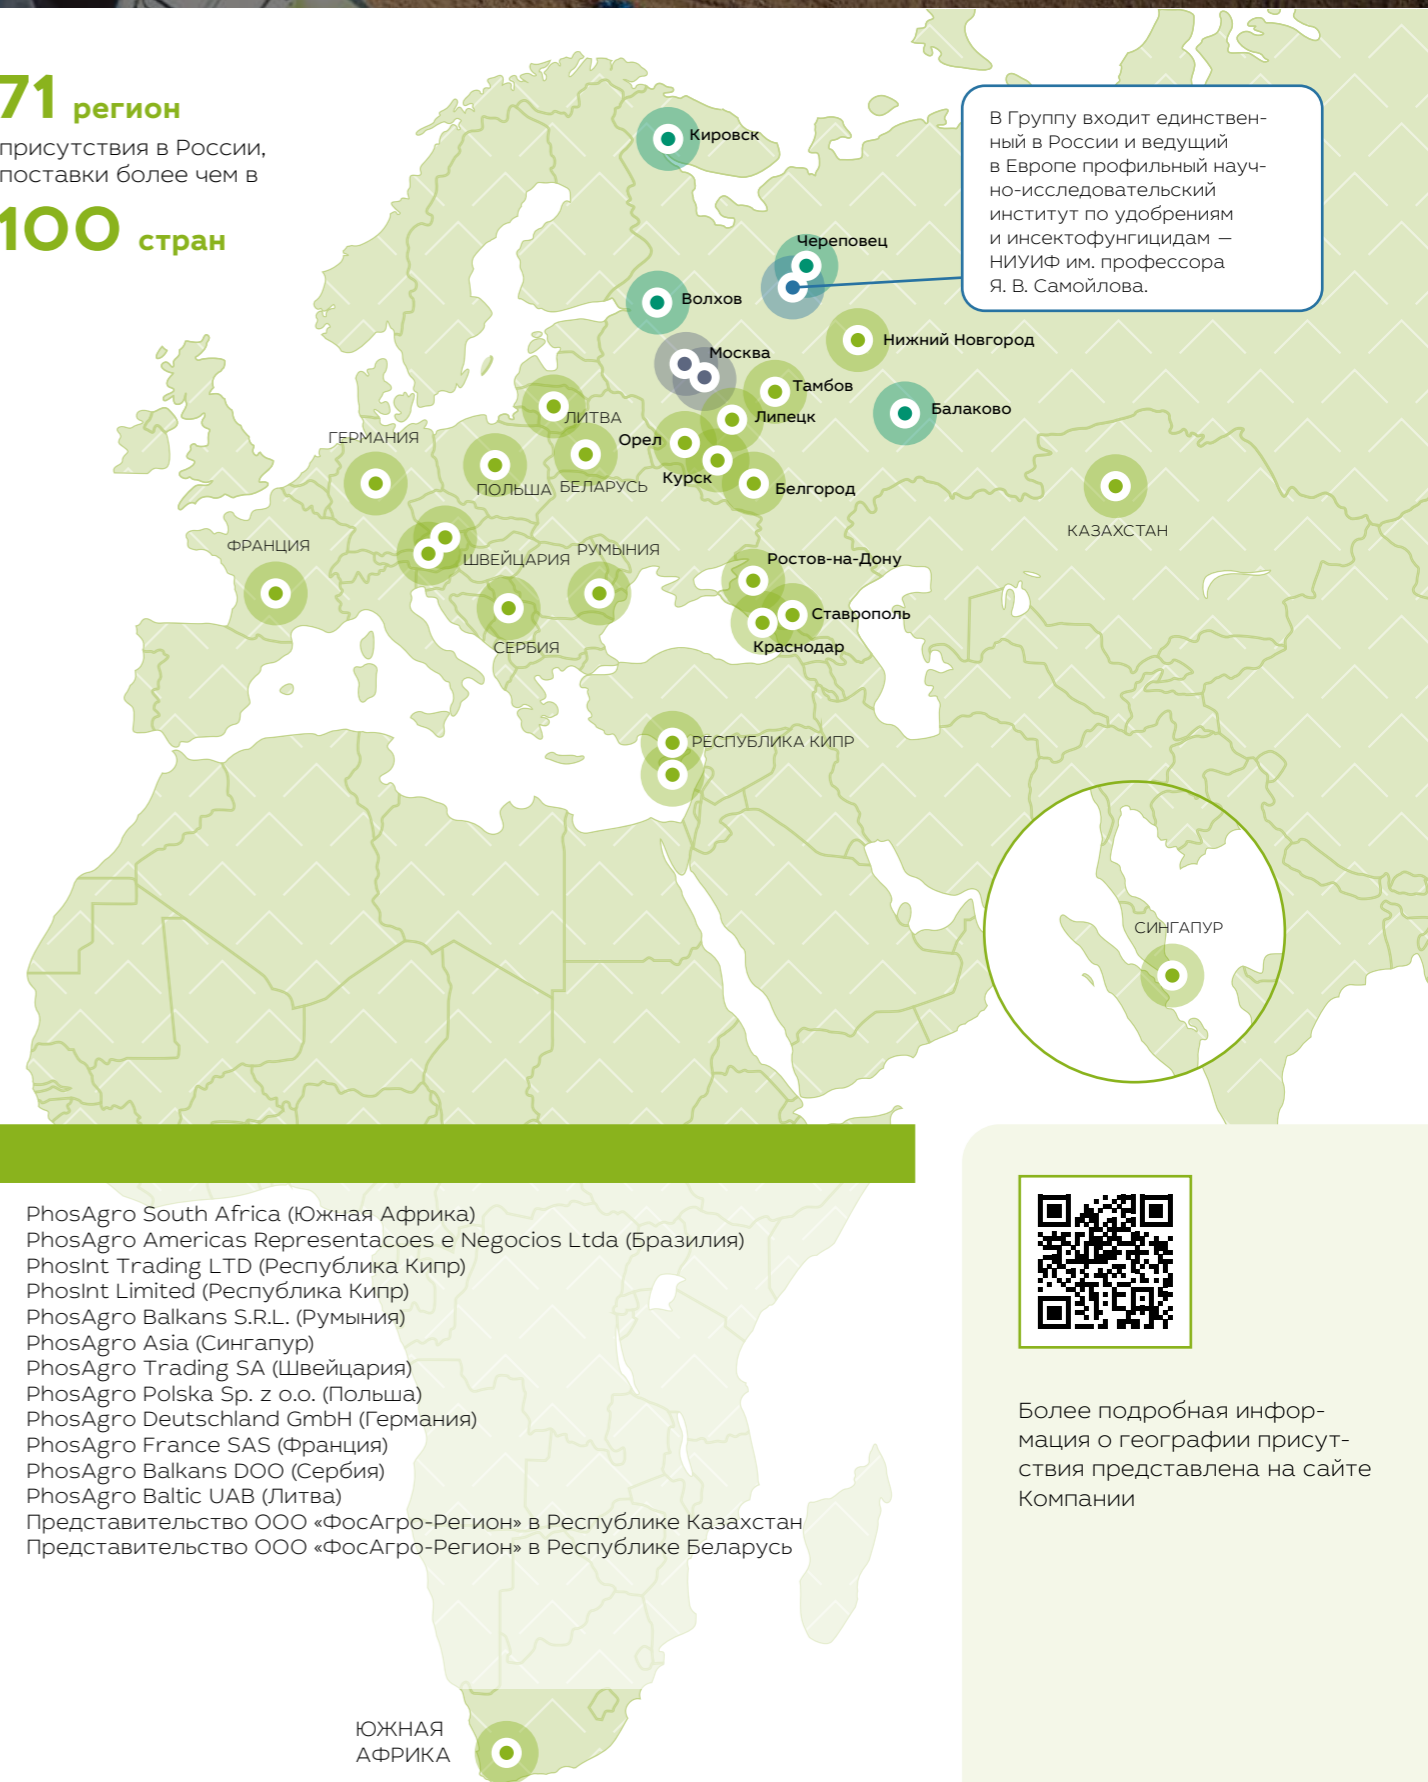 71 регион
присутствия в России,
поставки более чем в
100 стран
В Группу входит единствен-
ный в России и ведущий
в Европе профильный науч-
но-исследовательский
институт по удобрениям
и инсектофунгицидам —
НИУИФ им. профессора
Я. В. Самойлова.
Кировск
Череповец
Волхов
Нижний Новгород
Москва
Тамбов
Балаково
Липецк
ЛИТВА
ГЕРМАНИЯ
Орел
Курск
ПОЛЬША
БЕЛАРУСЬ
Белгород
КАЗАХСТАН
ФРАНЦИЯ
ШВЕЙЦАРИЯ
РУМЫНИЯ
Ростов-на-Дону
Ставрополь
СЕРБИЯ
Краснодар
РЕСПУБЛИКА КИПР
СИНГАПУР
PhosAgro South Africa (Южная Африка)
PhosAgro Americas Representacoes e Negocios Ltda (Бразилия)
PhosInt Trading LTD (Республика Кипр)
PhosInt Limited (Республика Кипр)
PhosAgro Balkans S.R.L. (Румыния)
PhosAgro Asia (Сингапур)
PhosAgro Trading SA (Швейцария)
PhosAgro Polska Sp. z o.o. (Польша)
PhosAgro Deutschland GmbH (Германия)
PhosAgro France SAS (Франция)
PhosAgro Balkans DOO (Сербия)
PhosAgro Baltic UAB (Литва)
Представительство ООО «ФосАгро-Регион» в Республике Казахстан
Представительство ООО «ФосАгро-Регион» в Республике Беларусь
Более подробная инфор-
мация о географии присут-
ствия представлена на сайте
Компании
ЮЖНАЯ
АФРИКА